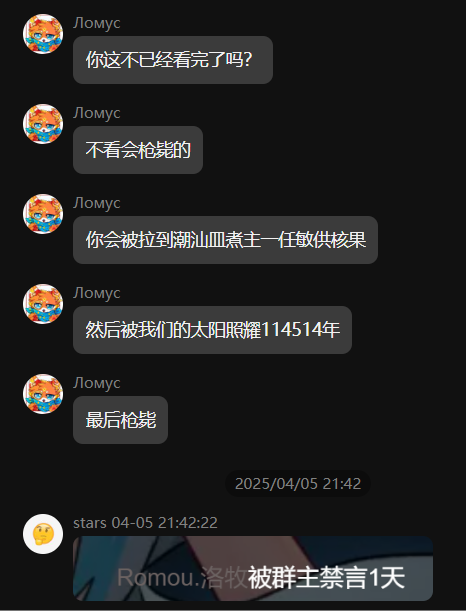 Ломус
你这不已经看完了吗？
Ломус
不看会枪毙的
Ломус
你会被拉到潮汕皿煮主一任敏供核果
Ломус
然后被我们的太阳照耀114514年
Ломус
最后枪毙
2025/04/05 21:42
stars 04-05 21:42:22
Romou.洛牧被群主禁言1天